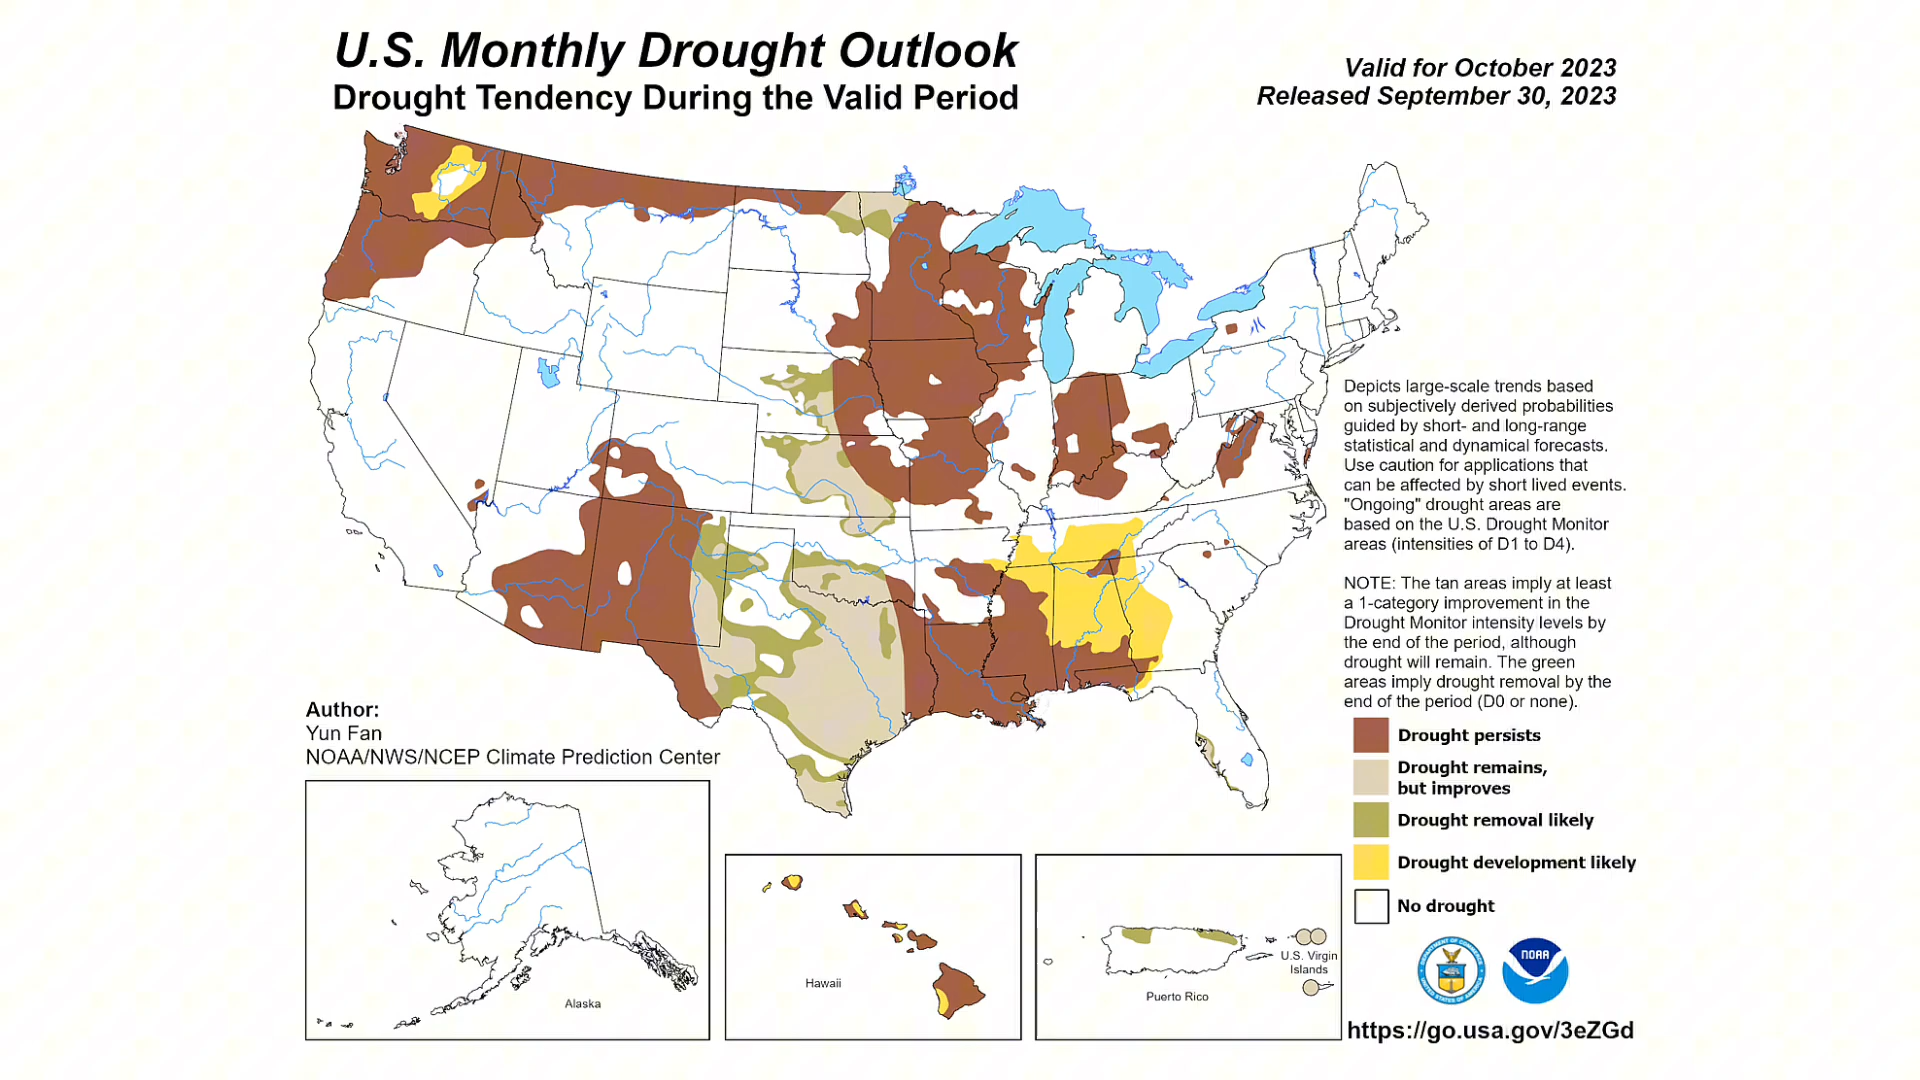 U.S. Monthly Drought Outlook
Drought Tendency During the Valid Period
Valid for October 2023
Released September 30, 2023
Depicts large-scale trends based
on subjectively derived probabilities
guided by short- and long-range
statistical and dynamical forecasts.
Use caution for applications that
can be affected by short lived events.
"Ongoing" drought areas are
based on the U.S. Drought Monitor
areas (intensities of D1 to D4).
NOTE: The tan areas imply at least
a 1-category improvement in the
Drought Monitor intensity levels by
the end of the period, although
drought will remain. The green
areas imply drought removal by the
end of the period (D0 or none).
Author:
Yun Fan
NOAA/NWS/NCEP Climate Prediction Center
Drought persists
Drought remains,
but improves
Drought removal likely
Drought development likely
No drought
Alaska
Hawaii
Puerto Rico
U.S. Virgin
Islands
DEPARTMENT OF COMMERCE
UNITED STATES OF AMERICA
NOAA
https://go.usa.gov/3eZGd